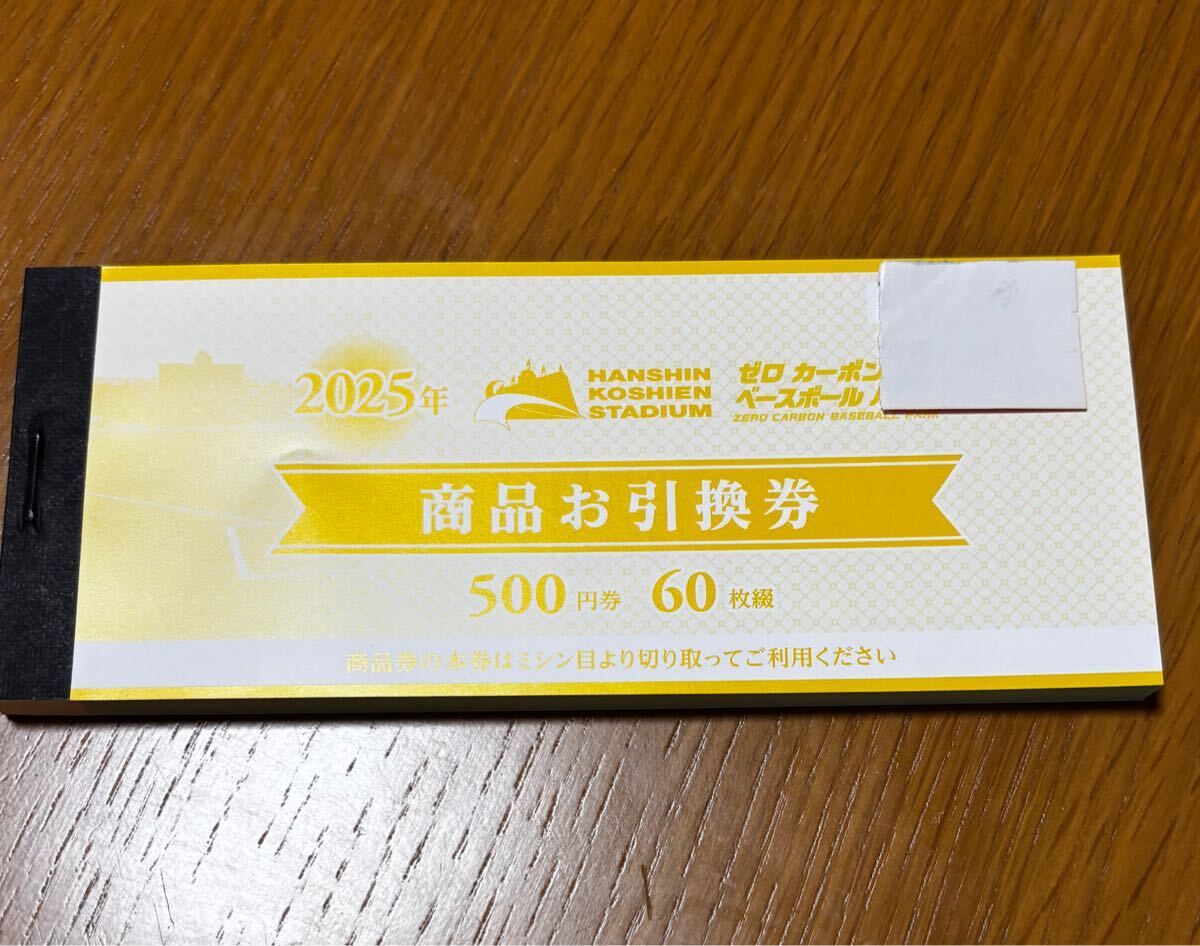 2025年
HANSHIN
KOSHIEN
STADIUM
ゼロ カーボン
ベースボール
ZERO CARBON BASEBALL PARK
商品お引換券
500円券 60枚綴
商品券の本券はミシン目より切り取ってご利用ください